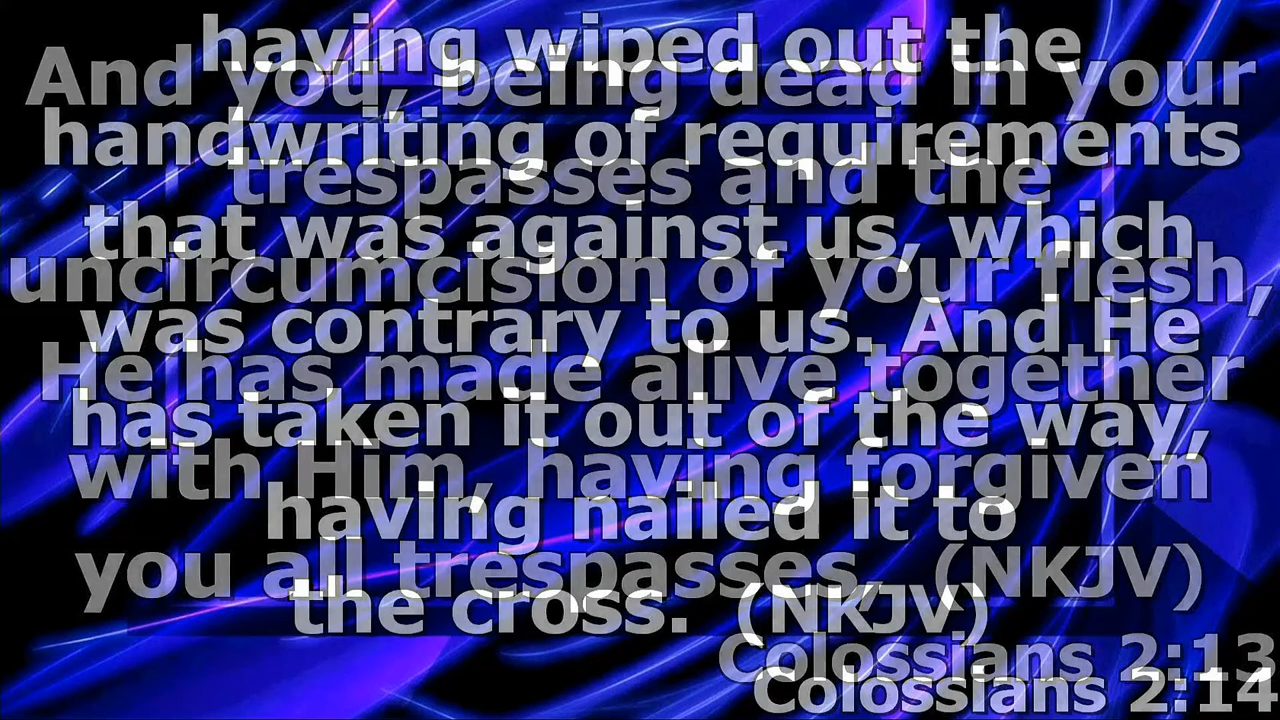 And you, being dead in your
trespasses and the
uncircumcision of your flesh,
He has made alive together
with Him, having forgiven
you all trespasses, (NKJV)
Colossians 2:13
having wiped out the
handwriting of requirements
that was against us, which
was contrary to us. And He
has taken it out of the way,
having nailed it to
the cross. (NKJV)
Colossians 2:14